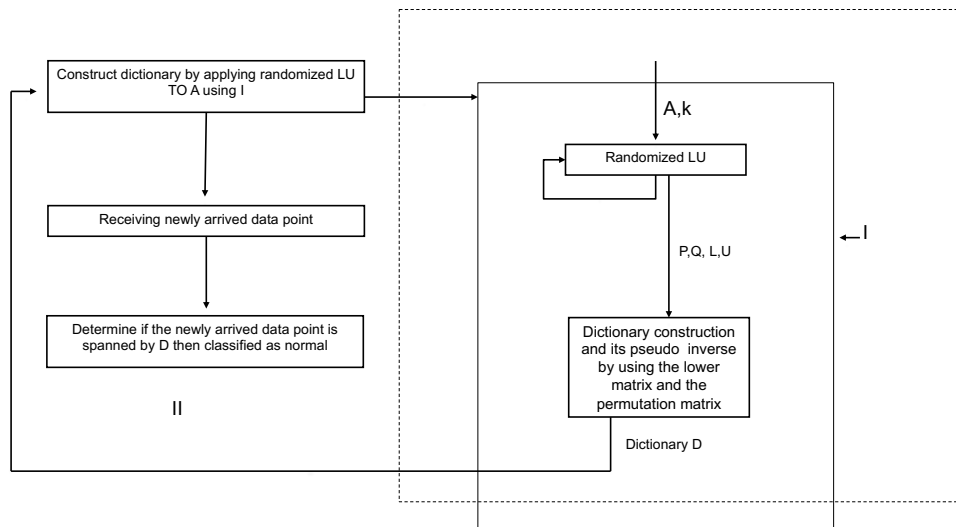 Construct dictionary by applying randomized LU
TO A using I
Receiving newly arrived data point
Determine if the newly arrived data point is
spanned by D then classified as normal
II
A,k
Randomized LU
I
P,Q, L,U
Dictionary construction
and its pseudo inverse
by using the lower
matrix and the
permutation matrix
Dictionary D